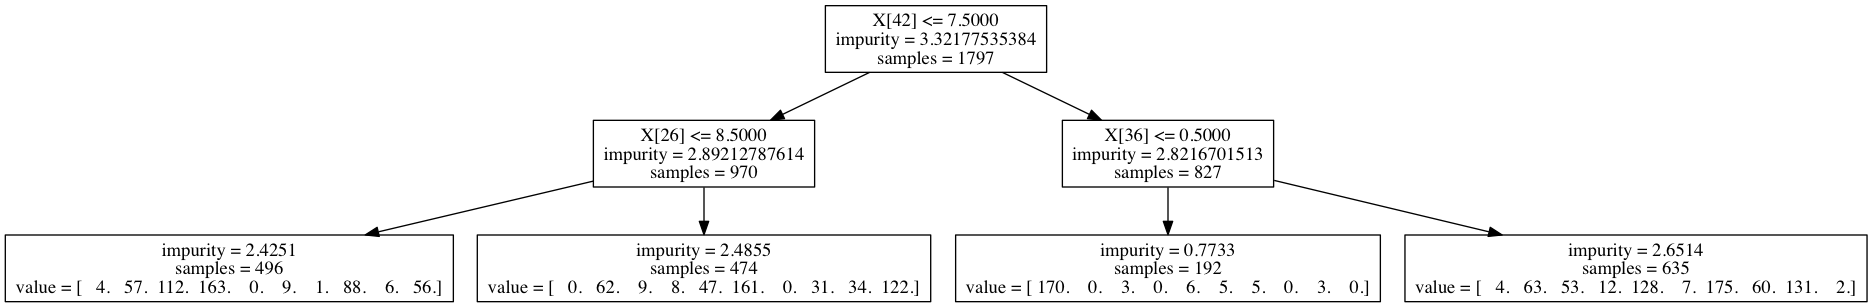 X[42] <= 7.5000
impurity = 3.32177535384
samples = 1797
X[26] <= 8.5000
impurity = 2.89212787614
samples = 970
X[36] <= 0.5000
impurity = 2.8216701513
samples = 827
impurity = 2.4251
samples = 496
value = [ 4. 57. 112. 163. 0. 9. 1. 88. 6. 56.]
impurity = 2.4855
samples = 474
value = [ 0. 62. 9. 8. 47. 161. 0. 31. 34. 122.]
impurity = 0.7733
samples = 192
value = [ 170. 0. 3. 0. 6. 5. 5. 0. 3. 0.]
impurity = 2.6514
samples = 635
value = [ 4. 63. 53. 12. 128. 7. 175. 60. 131. 2.]